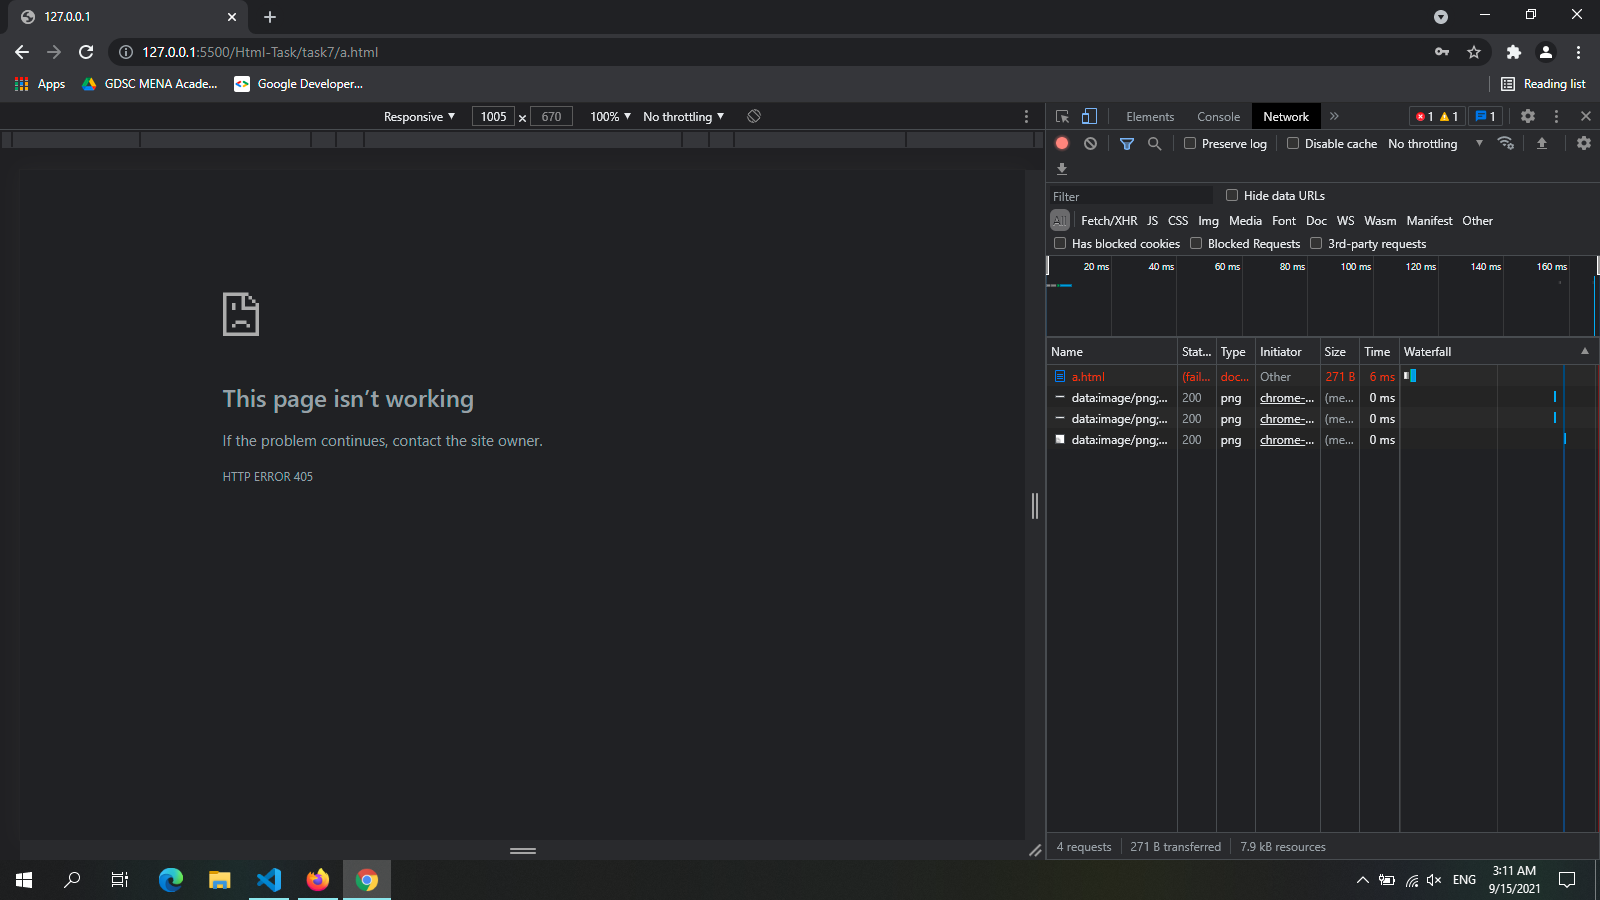 127.0.0.1
127.0.0.1:5500/Html-Task/task7/a.html
Apps GDSC MENA Acade... Google Developer... Reading list
Responsive 1005 × 670 100% No throttling
Elements Console Network 1 1 1
Preserve log Disable cache No throttling
Filter Hide data URLs
All Fetch/XHR JS CSS Img Media Font Doc WS Wasm Manifest Other
Has blocked cookies Blocked Requests 3rd-party requests
20 ms 40 ms 60 ms 80 ms 100 ms 120 ms 140 ms 160 ms
Name Stat... Type Initiator Size Time Waterfall
a.html (fail... doc... Other 271 B 6 ms
data:image/png;... 200 png chrome-... (me... 0 ms
data:image/png;... 200 png chrome-... (me... 0 ms
data:image/png;... 200 png chrome-... (me... 0 ms
This page isn't working
If the problem continues, contact the site owner.
HTTP ERROR 405
4 requests 271 B transferred 7.9 kB resources
ENG 3:11 AM
9/15/2021